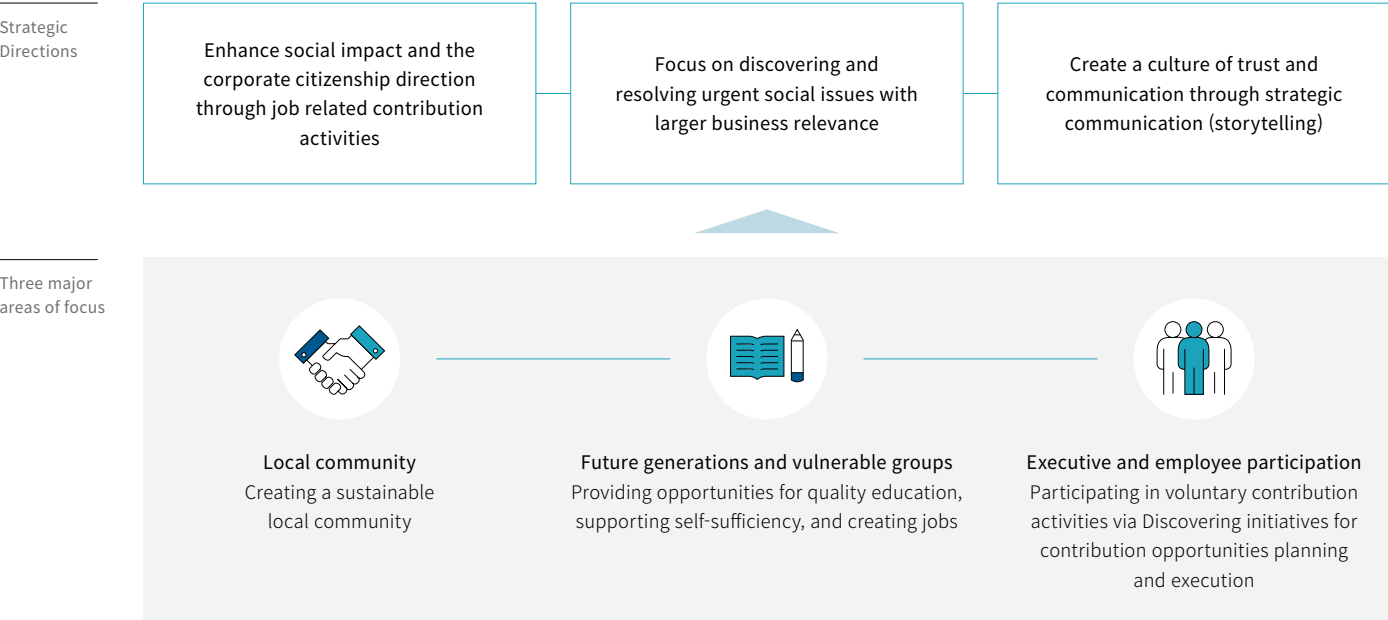 Strategic
Directions
Enhance social impact and the
corporate citizenship direction
through job related contribution
activities
Focus on discovering and
resolving urgent social issues with
larger business relevance
Create a culture of trust and
communication through strategic
communication (storytelling)
Three major
areas of focus
Local community
Creating a sustainable
local community
Future generations and vulnerable groups
Providing opportunities for quality education,
supporting self-sufficiency, and creating jobs
Executive and employee participation
Participating in voluntary contribution
activities via Discovering initiatives for
contribution opportunities planning
and execution